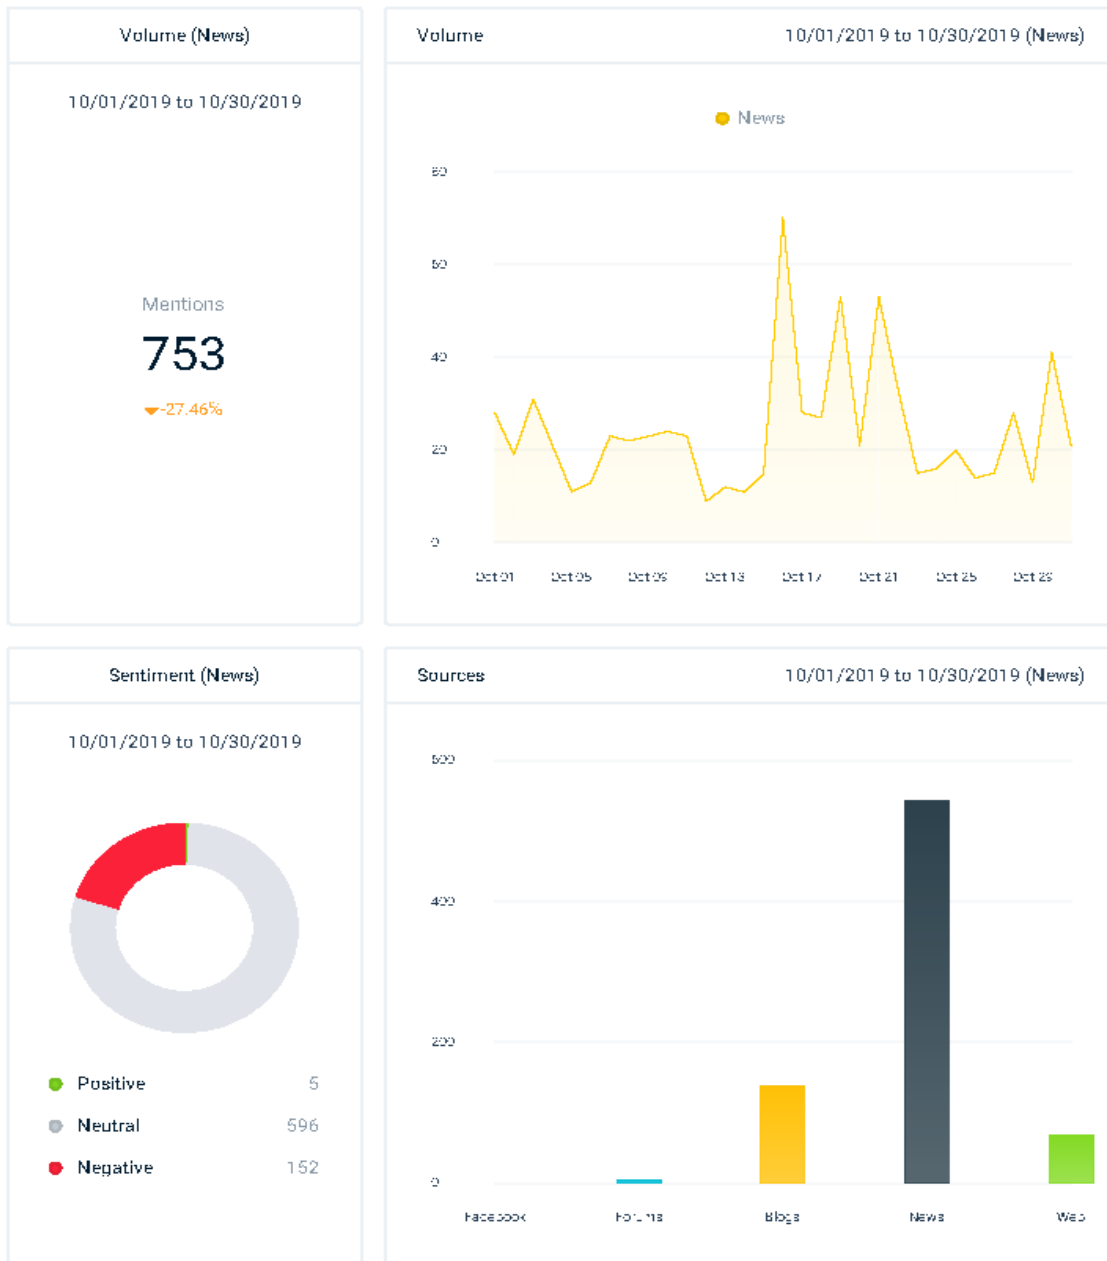 Volume (News)
10/01/2019 to 10/30/2019
Mentions
753
-27.46%
Volume
10/01/2019 to 10/30/2019 (News)
News
80
60
40
20
0
Oct 01
Oct 05
Oct 09
Oct 13
Oct 17
Oct 21
Oct 25
Oct 29
Sentiment (News)
10/01/2019 to 10/30/2019
Positive 5
Neutral 596
Negative 152
Sources
10/01/2019 to 10/30/2019 (News)
600
400
200
0
Facebook
Forums
Blogs
News
Web